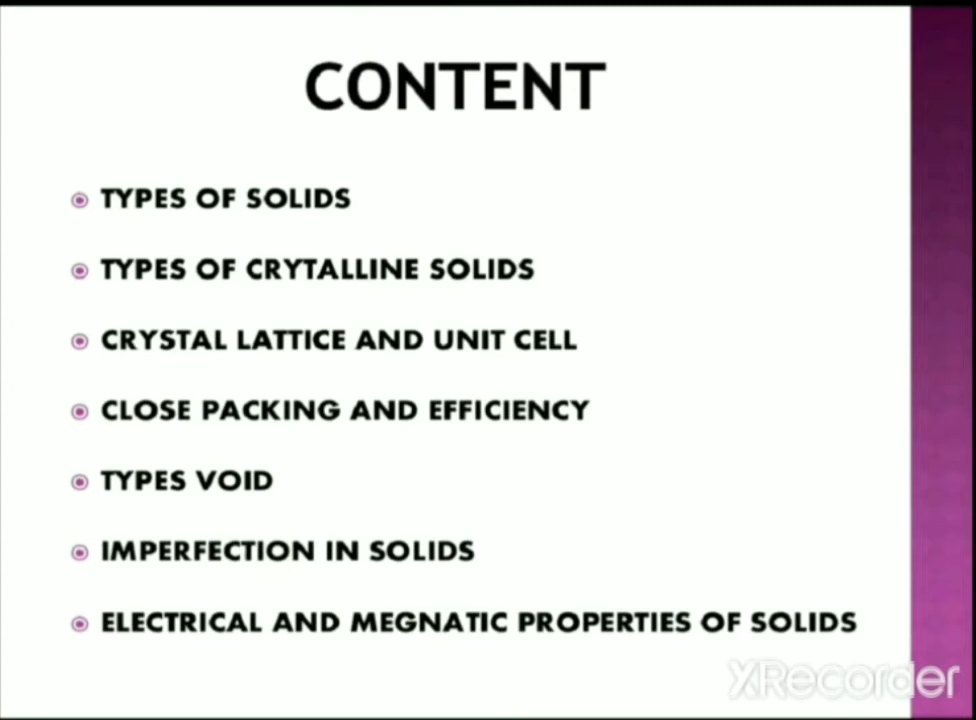 CONTENT
TYPES OF SOLIDS
TYPES OF CRYTALLINE SOLIDS
CRYSTAL LATTICE AND UNIT CELL
CLOSE PACKING AND EFFICIENCY
TYPES VOID
IMPERFECTION IN SOLIDS
ELECTRICAL AND MEGNATIC PROPERTIES OF SOLIDS
XRecorder